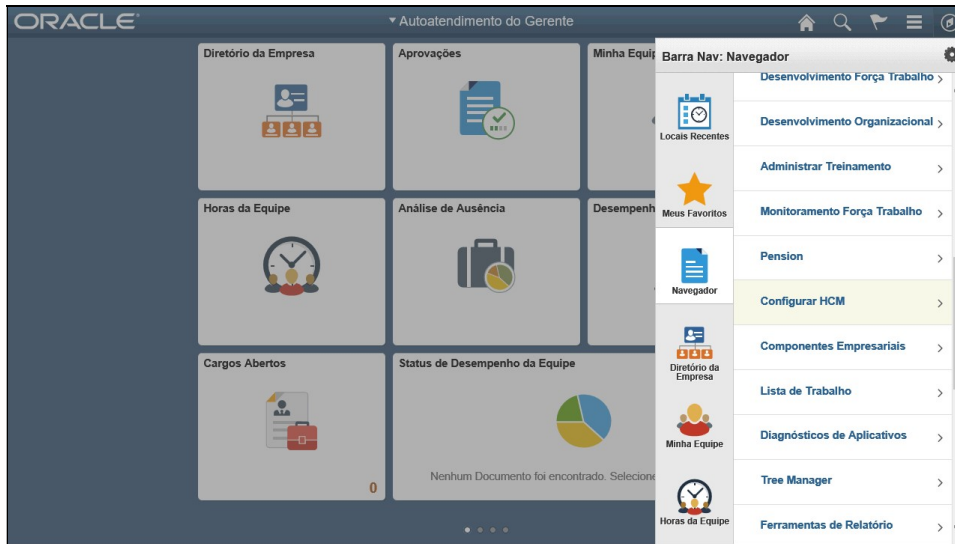 ORACLE
Autoatendimento do Gerente
Diretório da Empresa
Aprovações
Minha Equip
Horas da Equipe
Análise de Ausência
Desempenh
Cargos Abertos
0
Status de Desempenho da Equipe
Nenhum Documento foi encontrado. Selecione
Barra Nav: Navegador
Locais Recentes
Meus Favoritos
Navegador
Diretório da
Empresa
Minha Equipe
Horas da Equipe
Desenvolvimento Força Trabalho
Desenvolvimento Organizacional
Administrar Treinamento
Monitoramento Força Trabalho
Pension
Configurar HCM
Componentes Empresariais
Lista de Trabalho
Diagnósticos de Aplicativos
Tree Manager
Ferramentas de Relatório